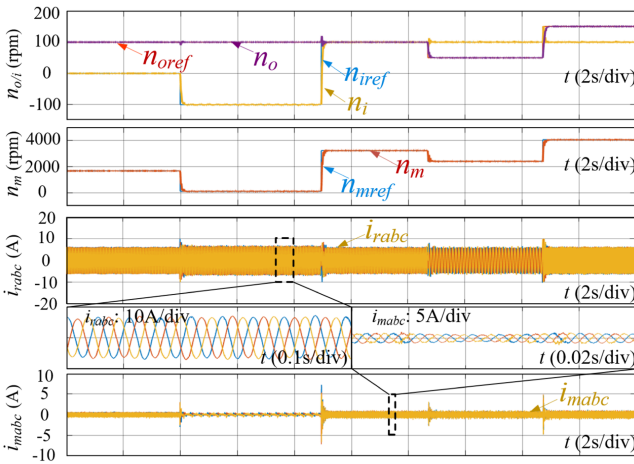 200
100
0
-100
n_o/i (rpm)
n_oref
n_o
n_iref
n_i
t (2s/div)
4000
2000
0
n_m (rpm)
n_m
n_mref
t (2s/div)
20
10
0
-10
-20
i_rabc (A)
i_rabc
t (2s/div)
i_rabc: 10A/div
t (0.1s/div)
i_mabc: 5A/div
t (0.02s/div)
10
5
0
-5
-10
i_mabc (A)
i_mabc
t (2s/div)